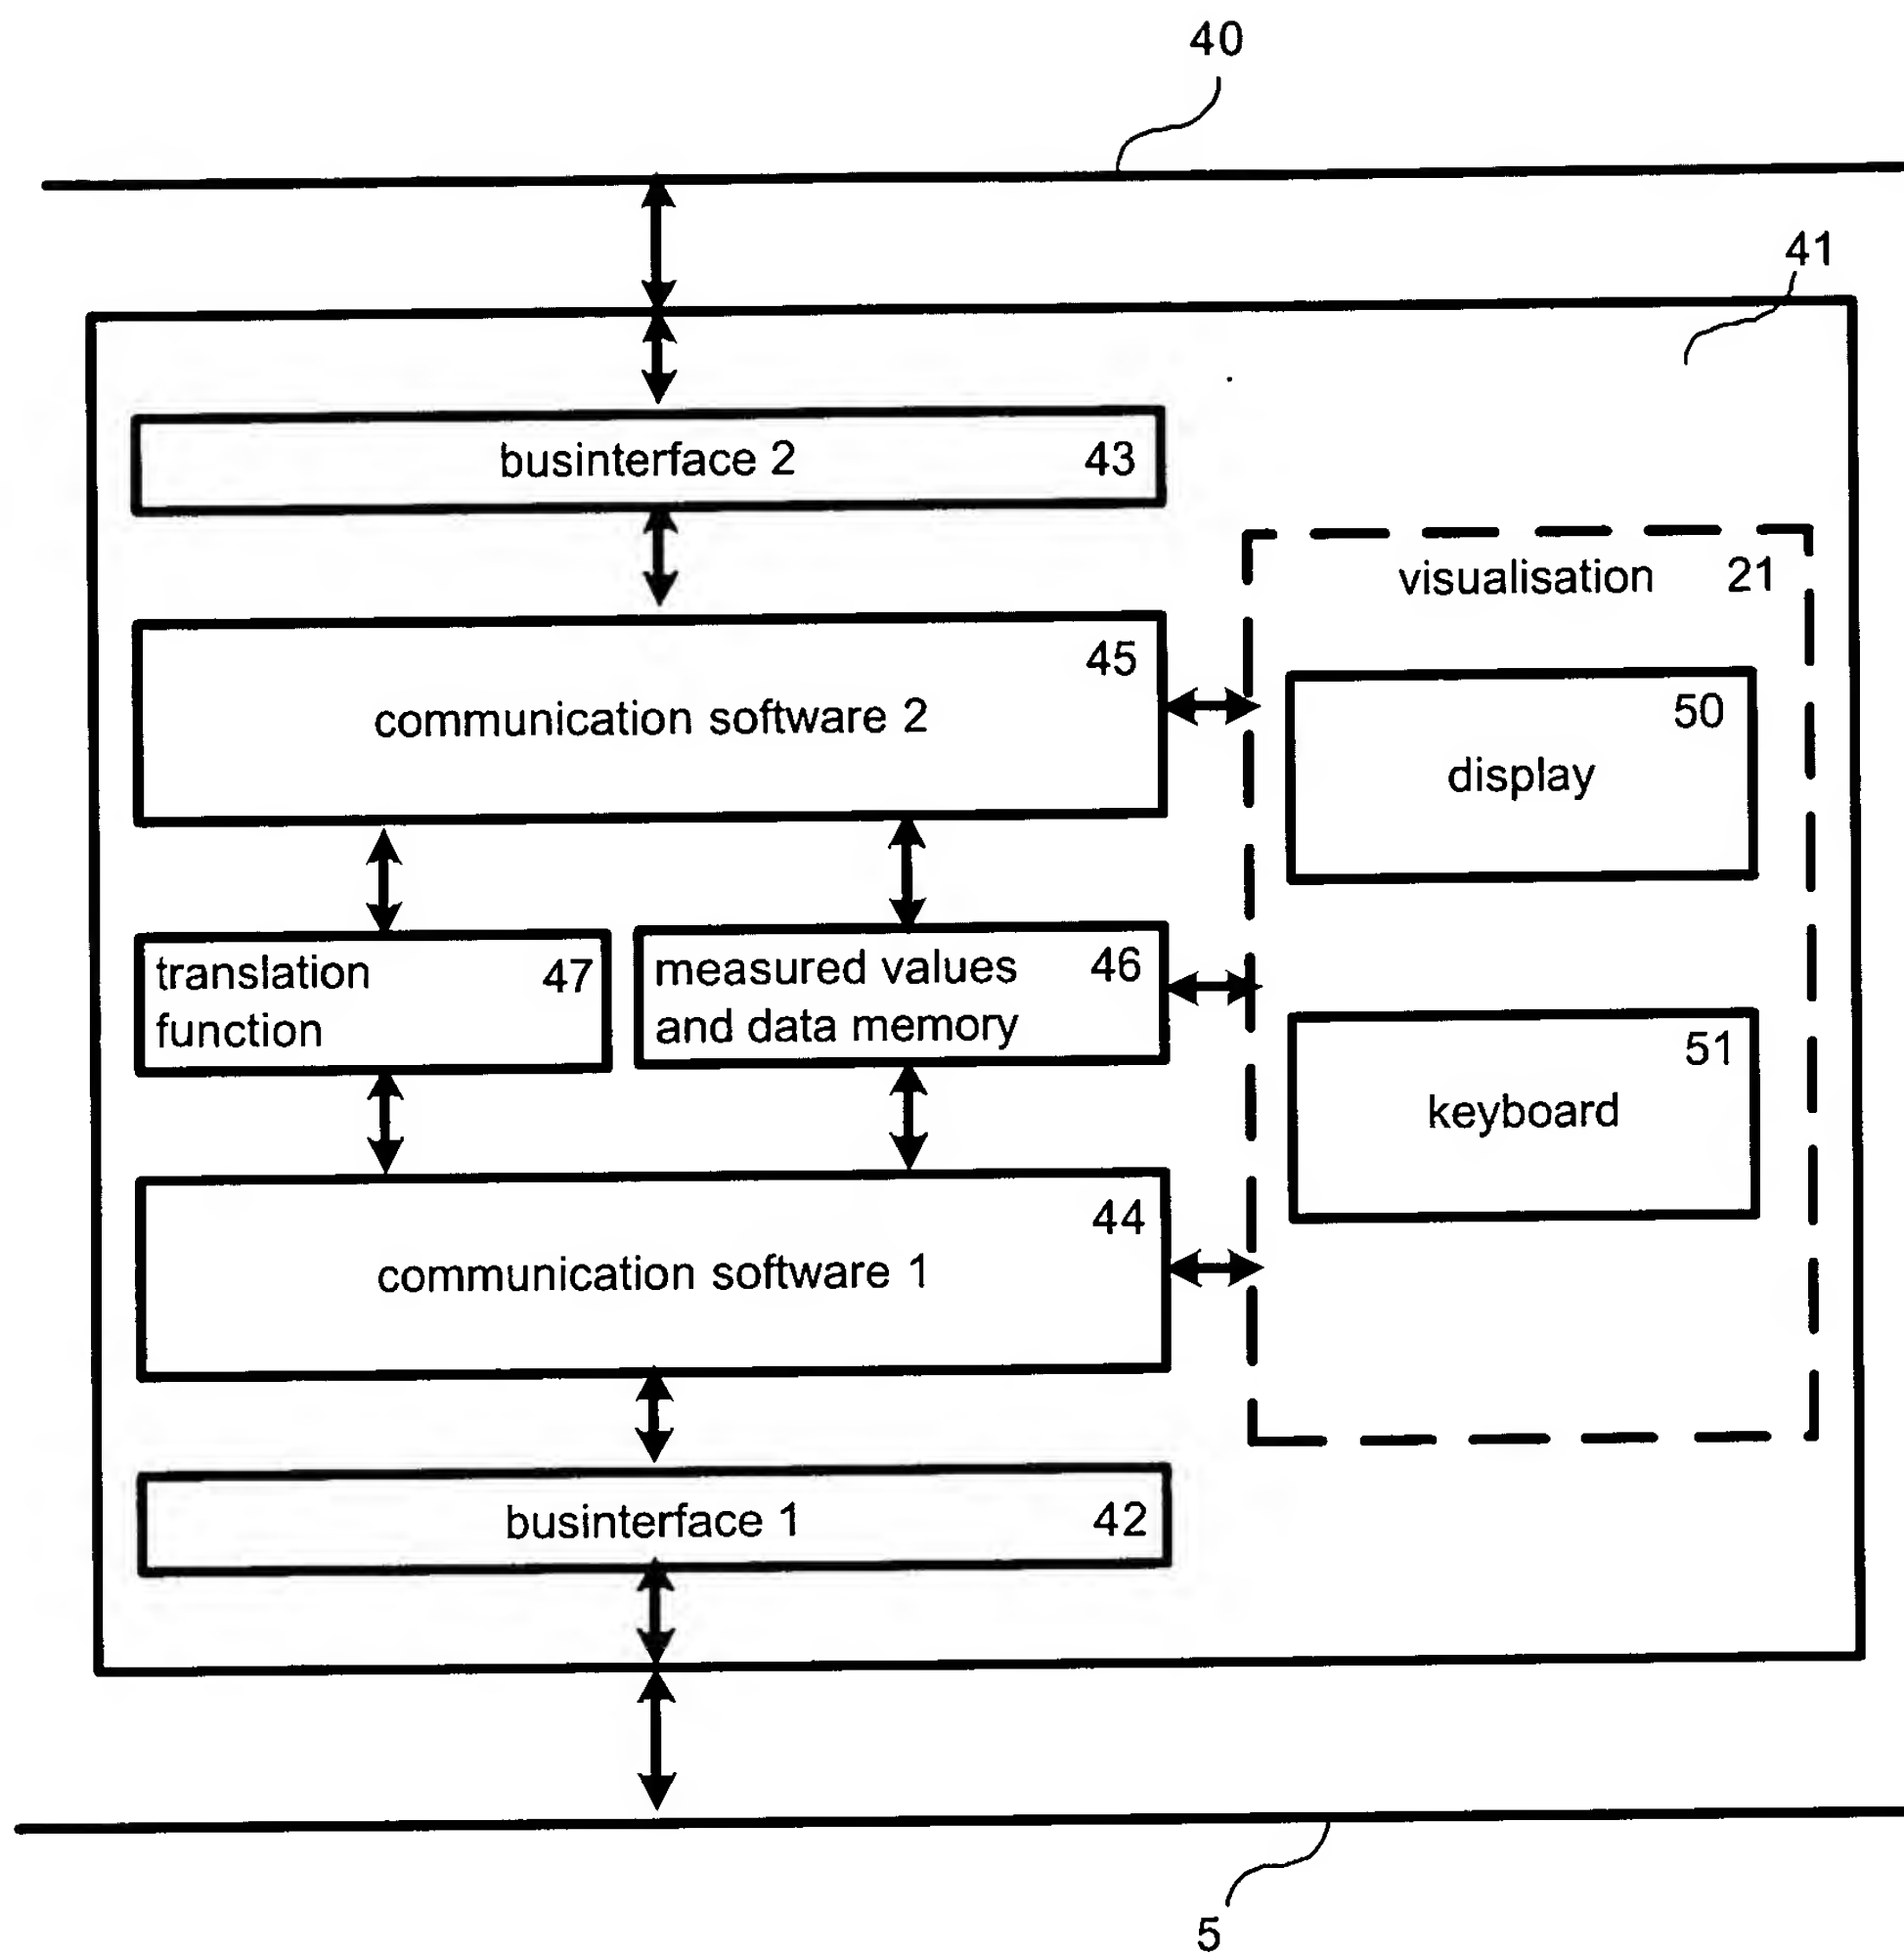 40
41
businterface 2 43
visualisation 21
45
communication software 2
50
display
translation
function
47
measured values
and data memory
46
51
keyboard
44
communication software 1
businterface 1 42
5